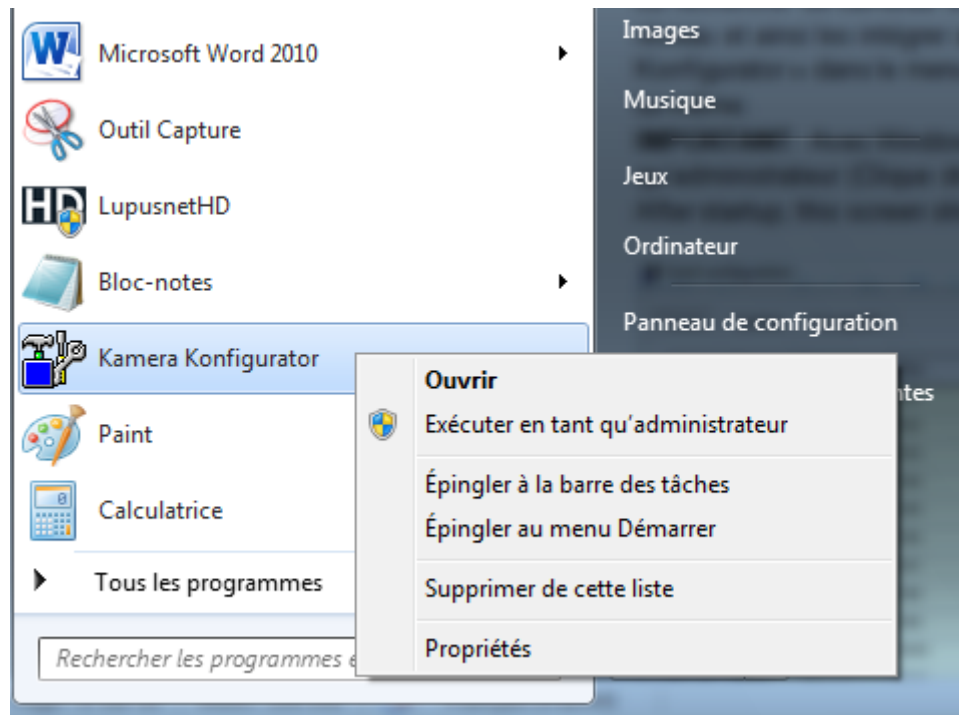 Microsoft Word 2010
Outil Capture
HD LupusnetHD
Bloc-notes
Kamera Konfigurator
Paint
Calculatrice
Tous les programmes
Rechercher les programmes
Images
Musique
Jeux
Ordinateur
Panneau de configuration
Ouvrir
Exécuter en tant qu'administrateur
Épingler à la barre des tâches
Épingler au menu Démarrer
Supprimer de cette liste
Propriétés